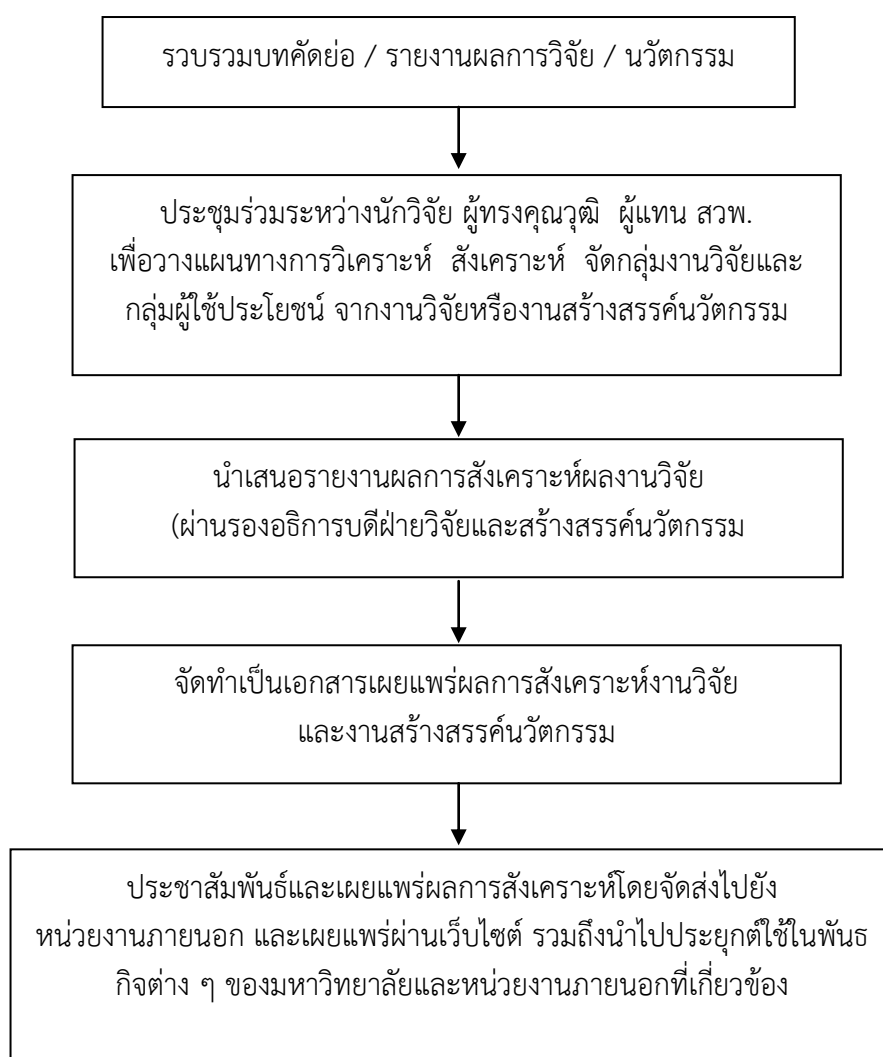 รวบรวมบทคัดย่อ / รายงานผลการวิจัย / นวัตกรรม
ประชุมร่วมระหว่างนักวิจัย ผู้ทรงคุณวุฒิ ผู้แทน สวพ.
เพื่อวางแผนทางการวิเคราะห์ สังเคราะห์ จัดกลุ่มงานวิจัยและ
กลุ่มผู้ใช้ประโยชน์ จากงานวิจัยหรืองานสร้างสรรค์นวัตกรรม
นำเสนอรายงานผลการสังเคราะห์ผลงานวิจัย
(ผ่านรองอธิการบดีฝ่ายวิจัยและสร้างสรรค์นวัตกรรม
จัดทำเป็นเอกสารเผยแพร่ผลการสังเคราะห์งานวิจัย
และงานสร้างสรรค์นวัตกรรม
ประชาสัมพันธ์และเผยแพร่ผลการสังเคราะห์โดยจัดส่งไปยัง
หน่วยงานภายนอก และเผยแพร่ผ่านเว็บไซต์ รวมถึงนำไปประยุกต์ใช้ในพันธ
กิจต่าง ๆ ของมหาวิทยาลัยและหน่วยงานภายนอกที่เกี่ยวข้อง